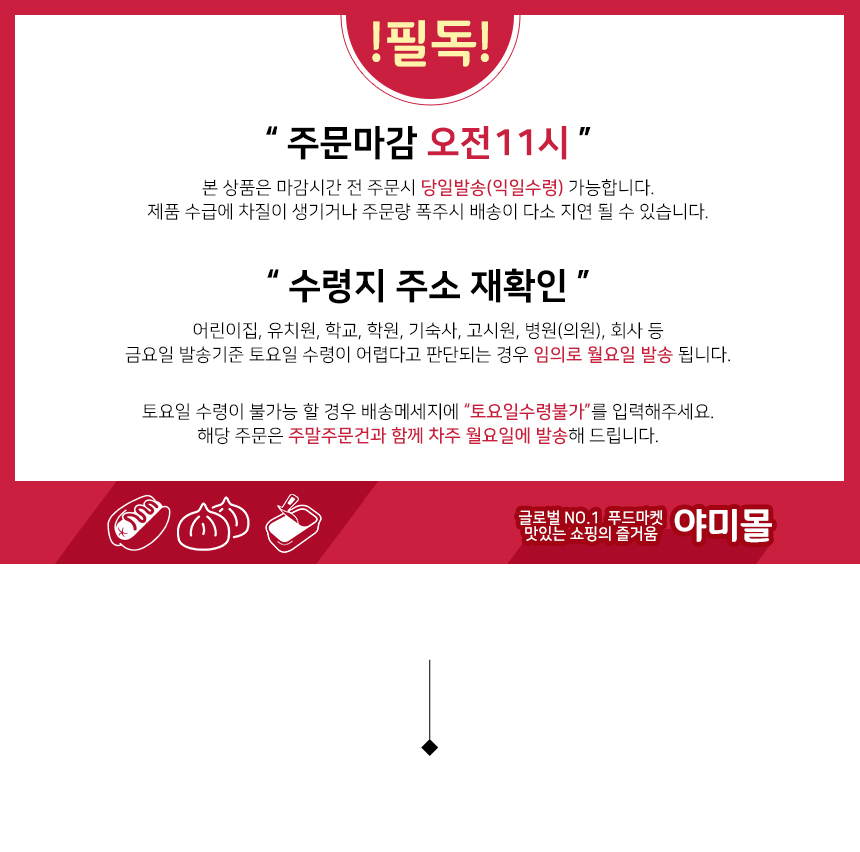 !필독!
“ 주문마감 오전11시 ”
본 상품은 마감시간 전 주문시 당일발송(익일수령) 가능합니다.
제품 수급에 차질이 생기거나 주문량 폭주시 배송이 다소 지연 될 수 있습니다.
“ 수령지 주소 재확인 ”
어린이집, 유치원, 학교, 학원, 기숙사, 고시원, 병원(의원), 회사 등
금요일 발송기준 토요일 수령이 어렵다고 판단되는 경우 임의로 월요일 발송 됩니다.
토요일 수령이 불가능 할 경우 배송메세지에 “토요일수령불가”를 입력해주세요.
해당 주문은 주말주문건과 함께 차주 월요일에 발송해 드립니다.
글로벌 NO.1 푸드마켓
맛있는 쇼핑의 즐거움
야미몰